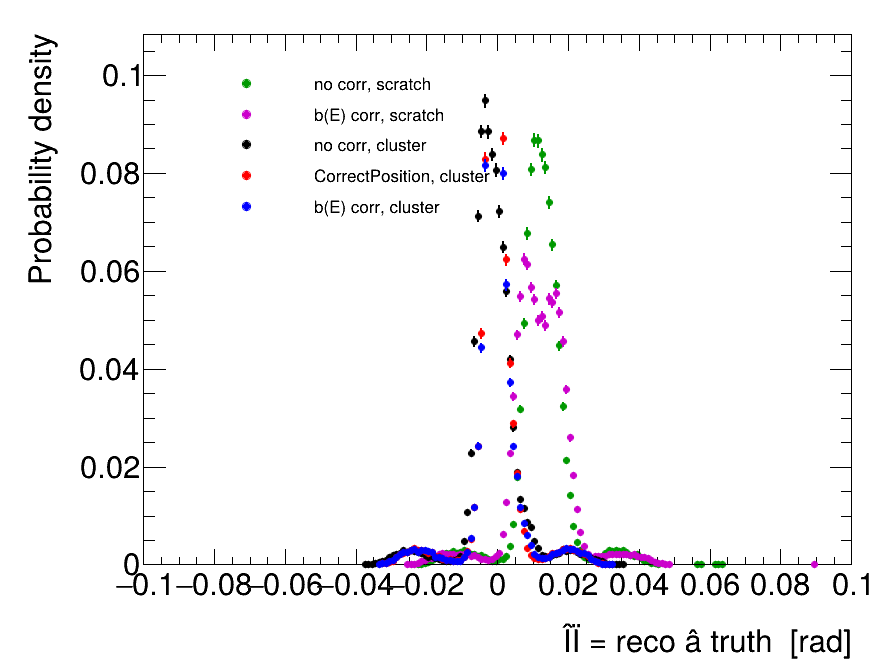 Probability density
0.1
0.08
0.06
0.04
0.02
0
no corr, scratch
b(E) corr, scratch
no corr, cluster
CorrectPosition, cluster
b(E) corr, cluster
−0.1 −0.08 −0.06 −0.04 −0.02 0 0.02 0.04 0.06 0.08 0.1
ÎÏ = reco â truth [rad]